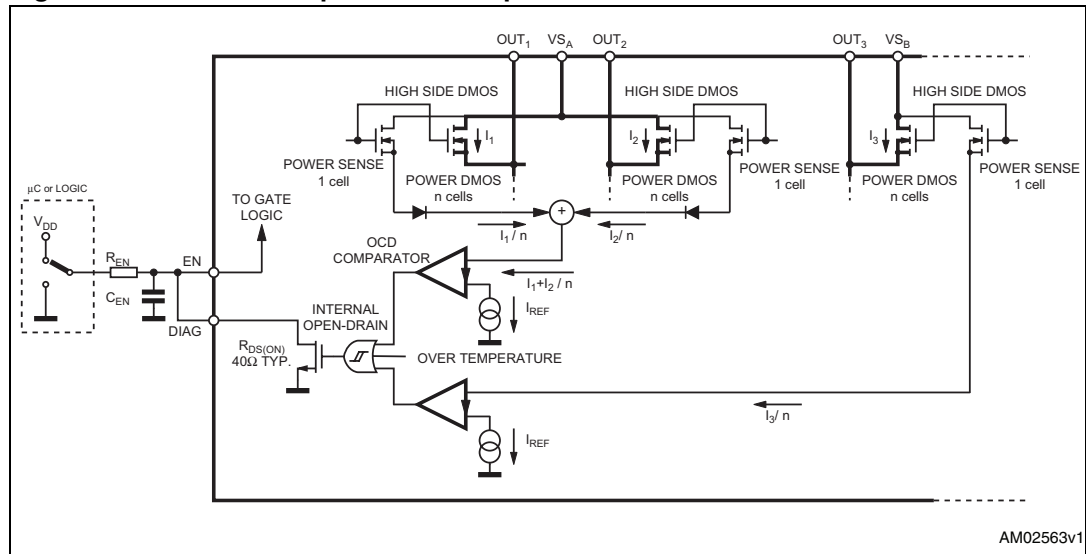 OUT1 VSA OUT2 OUT3 VSB
HIGH SIDE DMOS
HIGH SIDE DMOS
HIGH SIDE DMOS
I1
I2
I3
POWER SENSE
1 cell
POWER DMOS
n cells
POWER DMOS
n cells
POWER SENSE
1 cell
POWER DMOS
n cells
POWER SENSE
1 cell
µC or LOGIC
VDD
REN
CEN
EN
DIAG
TO GATE
LOGIC
+
I1/ n
I2/ n
OCD
COMPARATOR
I1+I2 / n
IREF
INTERNAL
OPEN-DRAIN
RDS(ON)
40Ω TYP.
OVER TEMPERATURE
I3/ n
IREF
AM02563v1